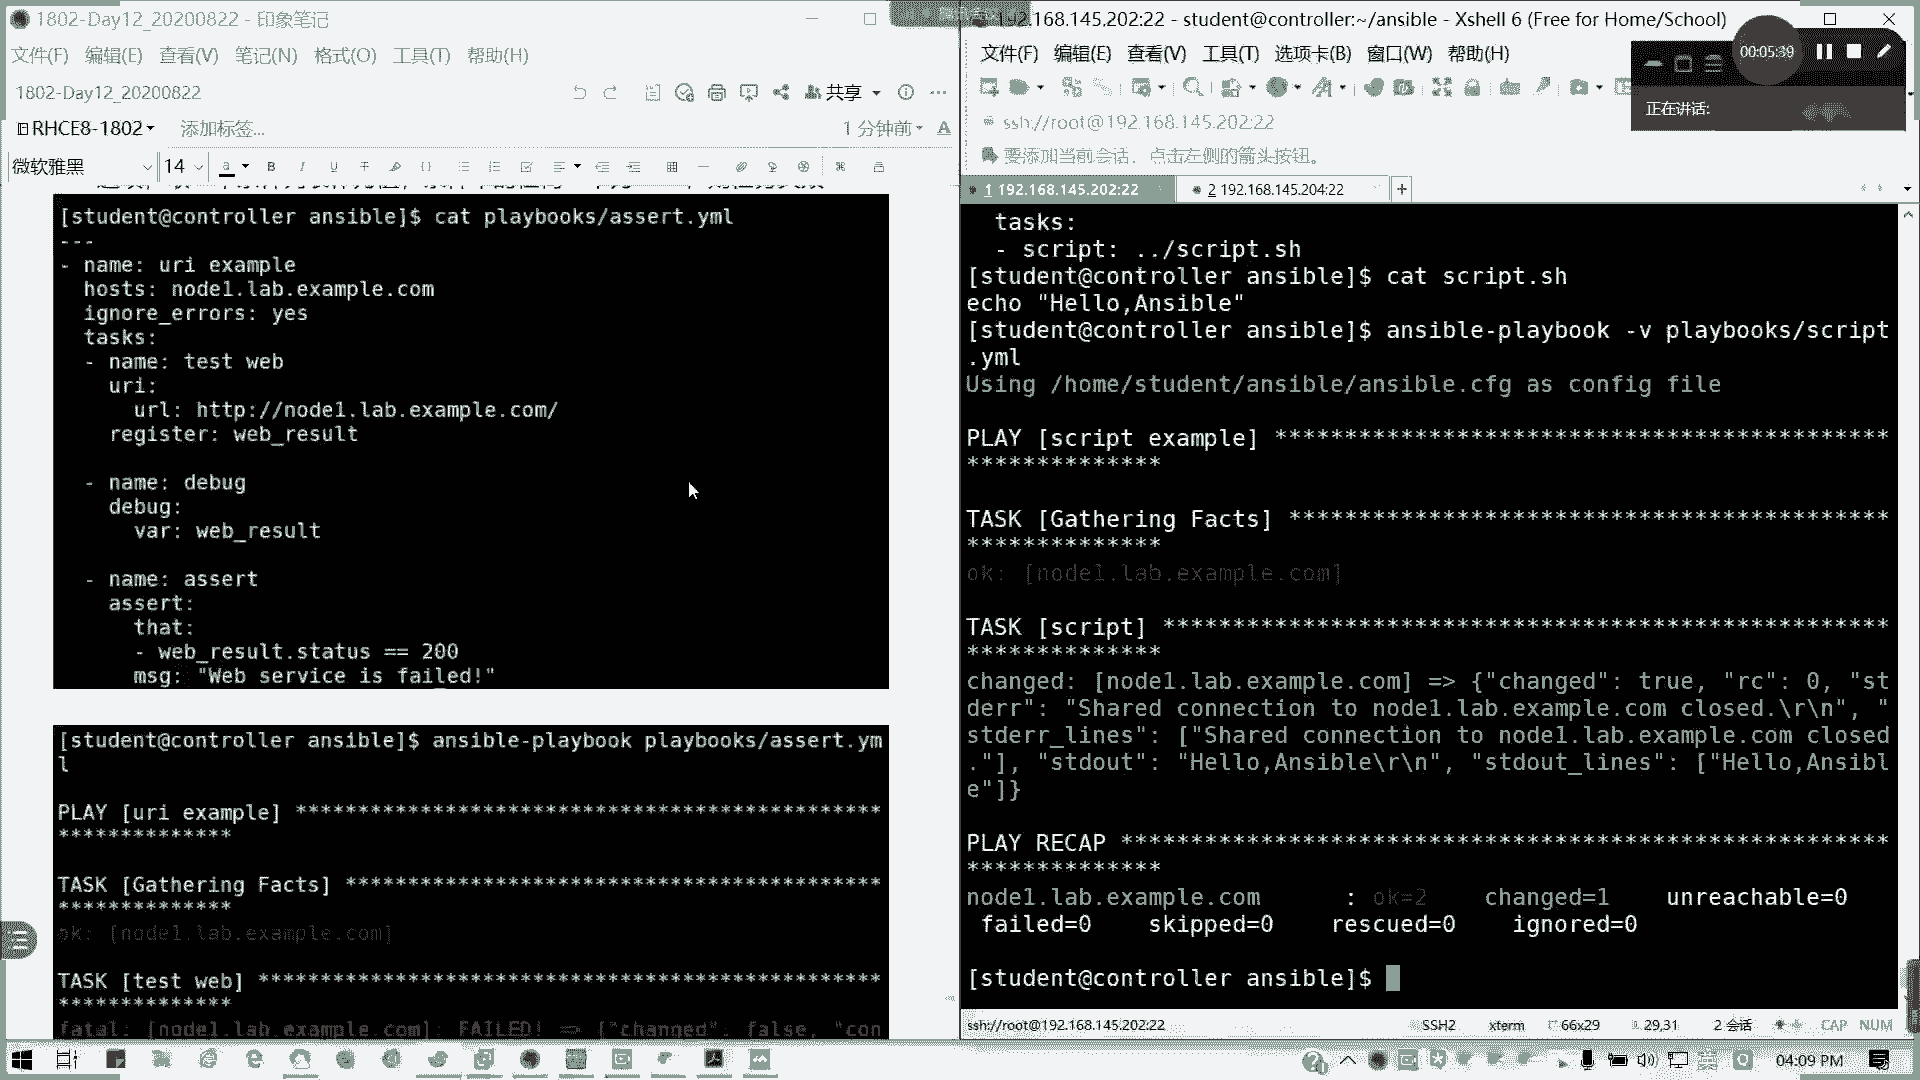 1802-Day12_20200822 - 印象笔记
文件(F) 编辑(E) 查看(V) 笔记(N) 格式(O) 工具(T) 帮助(H)
1802-Day12_20200822
共享
RHCE8-1802
添加标签...
1 分钟前
微软雅黑
14
[student@controller ansible]$ cat playbooks/assert.yml
---
- name: uri example
  hosts: node1.lab.example.com
  ignore_errors: yes
  tasks:
  - name: test web
    uri:
      url: http://node1.lab.example.com/
    register: web_result
  - name: debug
    debug:
      var: web_result
  - name: assert
    assert:
      that:
      - web_result.status == 200
      msg: "Web service is failed!"
[student@controller ansible]$ ansible-playbook playbooks/assert.ym
l
PLAY [uri example] ***********************************************
**************
TASK [Gathering Facts] *******************************************
**************
ok: [node1.lab.example.com]
TASK [test web] **************************************************
**************
fatal: [node1.lab.example.com]: FAILED! => {"changed": false, "con
192.168.145.202:22 - student@controller:~/ansible - Xshell 6 (Free for Home/School)
文件(F) 编辑(E) 查看(V) 工具(T) 选项卡(B) 窗口(W) 帮助(H)
00:05:39
正在讲话:
ssh://root@192.168.145.202:22
要添加当前会话，点击左侧的箭头按钮。
1 192.168.145.202:22
2 192.168.145.204:22
  tasks:
  - script: ../script.sh
[student@controller ansible]$ cat script.sh
echo "Hello,Ansible"
[student@controller ansible]$ ansible-playbook -v playbooks/script
.yml
Using /home/student/ansible/ansible.cfg as config file
PLAY [script example] ********************************************
**************
TASK [Gathering Facts] *******************************************
**************
ok: [node1.lab.example.com]
TASK [script] ****************************************************
**************
changed: [node1.lab.example.com] => {"changed": true, "rc": 0, "st
derr": "Shared connection to node1.lab.example.com closed.\r\n", "
stderr_lines": ["Shared connection to node1.lab.example.com closed
."], "stdout": "Hello,Ansible\r\n", "stdout_lines": ["Hello,Ansibl
e"]}
PLAY RECAP *******************************************************
**************
node1.lab.example.com      : ok=2    changed=1    unreachable=0
 failed=0    skipped=0    rescued=0    ignored=0
[student@controller ansible]$
ssh://root@192.168.145.202:22
SSH2
xterm
66x29
29,31
2 会话
CAP NUM
英
04:09 PM